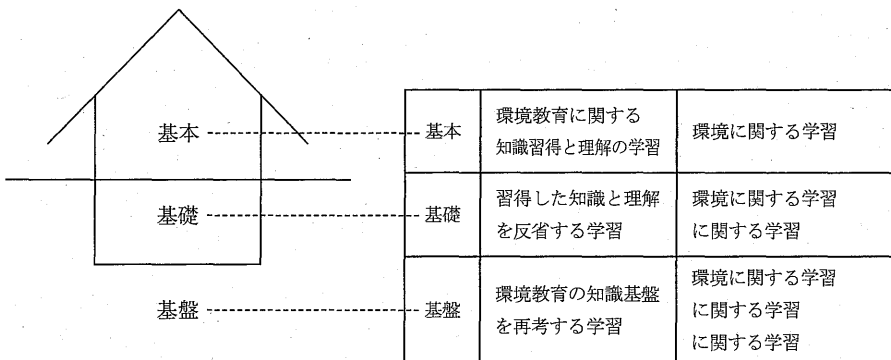 基本
基礎
基盤
基本
環境教育に関する
知識習得と理解の学習
環境に関する学習
基礎
習得した知識と理解
を反省する学習
環境に関する学習
に関する学習
基盤
環境教育の知識基盤
を再考する学習
環境に関する学習
に関する学習
に関する学習